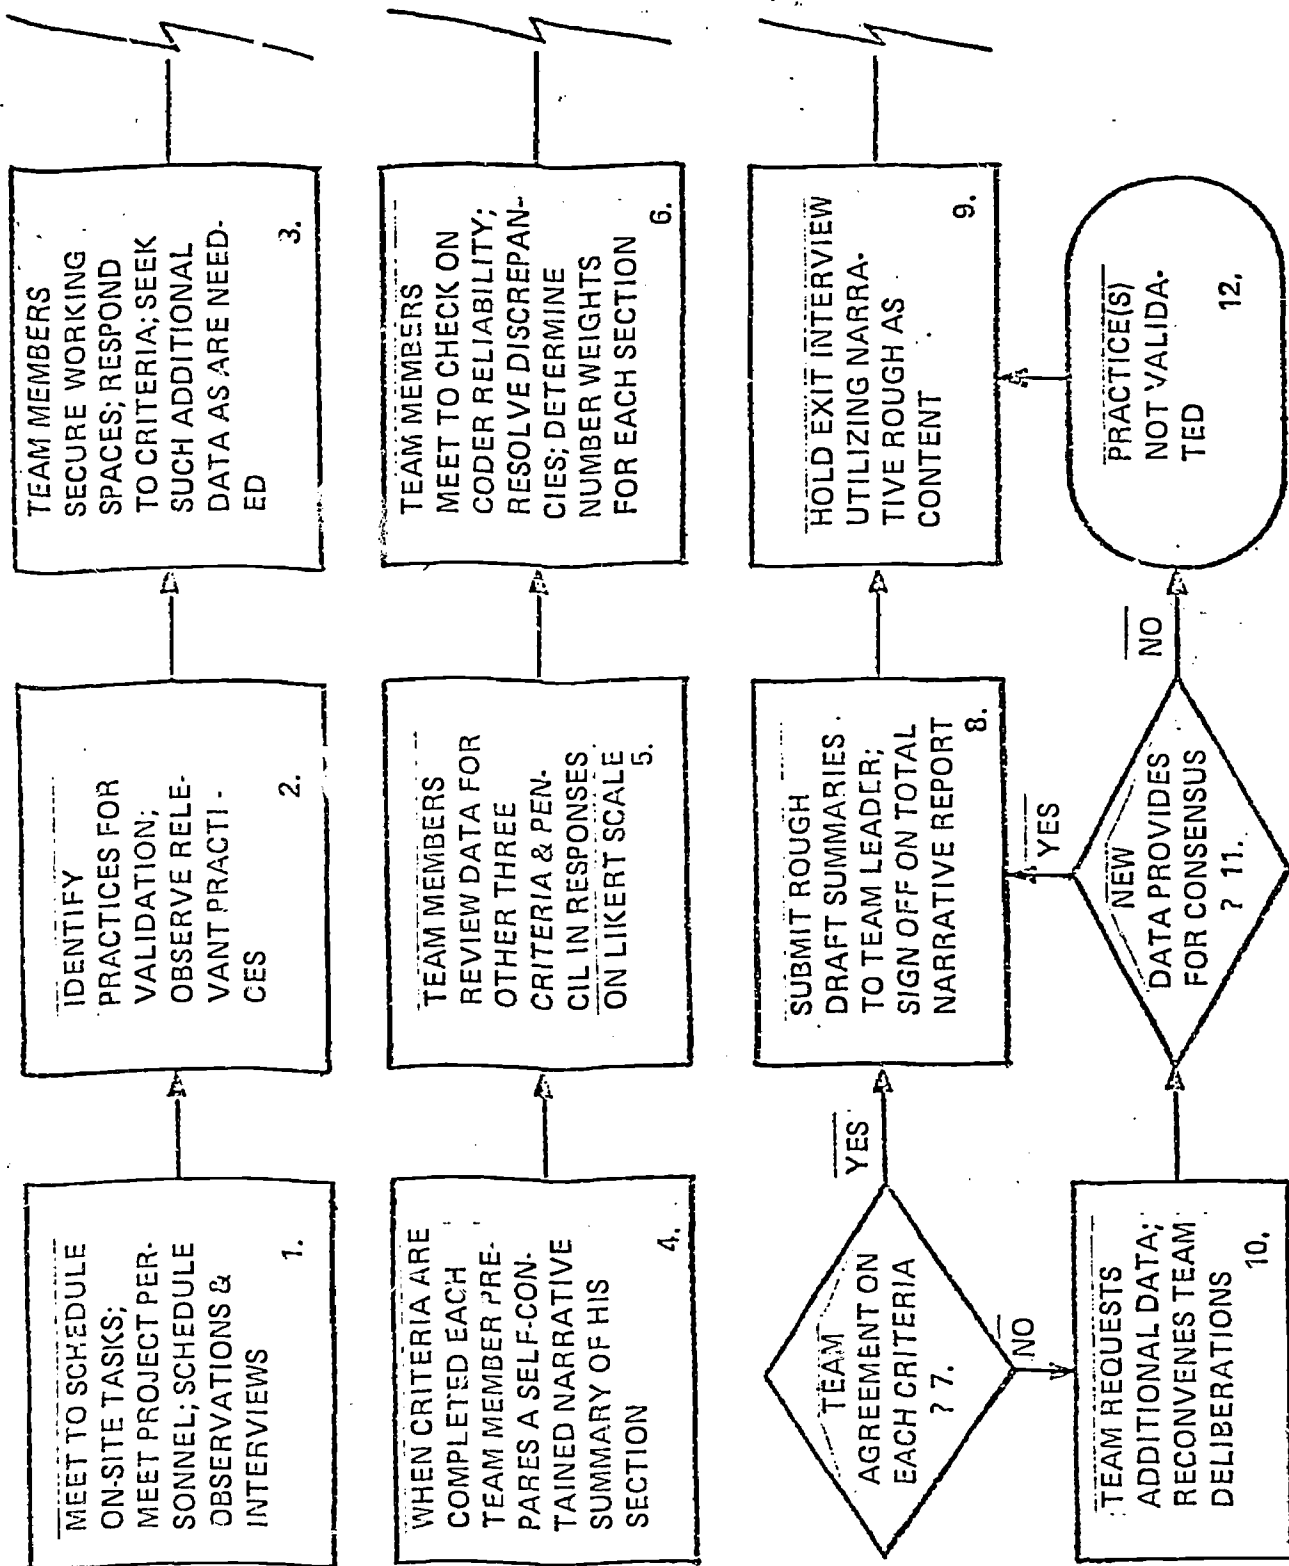 MEET TO SCHEDULE
ON-SITE TASKS;
MEET PROJECT PER-
SONNEL; SCHEDULE
OBSERVATIONS &
INTERVIEWS
1.
IDENTIFY
PRACTICES FOR
VALIDATION;
OBSERVE RELE-
VANT PRACTI -
CES
2.
TEAM MEMBERS
SECURE WORKING
SPACES; RESPOND
TO CRITERIA; SEEK
SUCH ADDITIONAL
DATA AS ARE NEED-
ED
3.
WHEN CRITERIA ARE
COMPLETED EACH
TEAM MEMBER PRE-
PARES A SELF-CON-
TAINED NARRATIVE
SUMMARY OF HIS
SECTION
4.
TEAM MEMBERS
REVIEW DATA FOR
OTHER THREE
CRITERIA & PEN-
CIL IN RESPONSES
ON LIKERT SCALE
5.
TEAM MEMBERS
MEET TO CHECK ON
CODER RELIABILITY;
RESOLVE DISCREPAN-
CIES; DETERMINE
NUMBER WEIGHTS
FOR EACH SECTION
6.
TEAM
AGREEMENT ON
EACH CRITERIA
? 7.
YES
NO
SUBMIT ROUGH
DRAFT SUMMARIES
TO TEAM LEADER;
SIGN OFF ON TOTAL
NARRATIVE REPORT
8.
HOLD EXIT INTERVIEW
UTILIZING NARRA-
TIVE ROUGH AS
CONTENT
9.
TEAM REQUESTS
ADDITIONAL DATA;
RECONVENES TEAM
DELIBERATIONS
10.
NEW
DATA PROVIDES
FOR CONSENSUS
? 11.
YES
NO
PRACTICE(S)
NOT VALIDA-
TED
12.